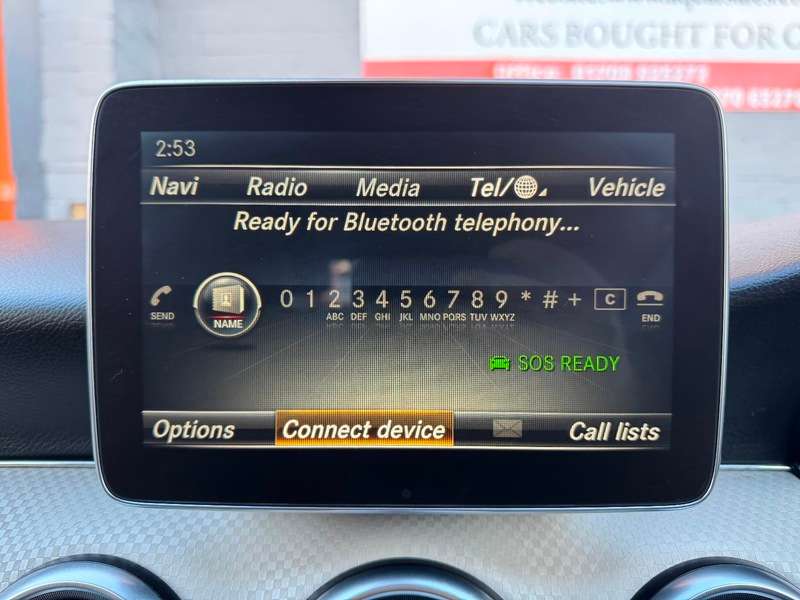 CARS BOUGHT FOR
2:53
Navi Radio Media Tel/ Vehicle
Ready for Bluetooth telephony...
SEND NAME 0 1 2 3 4 5 6 7 8 9 * # + C END
ABC DEF GHI JKL MNO PQRS TUV WXYZ
SOS READY
Options Connect device Call lists